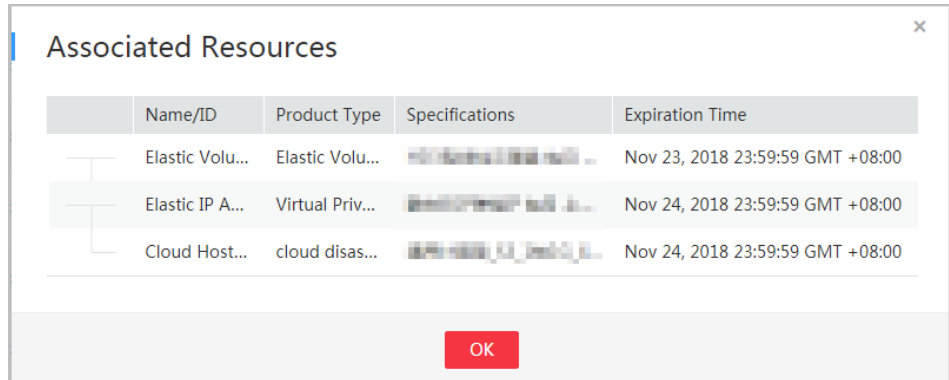 ×
Associated Resources
Name/ID Product Type Specifications Expiration Time
Elastic Volu... Elastic Volu... ... Nov 23, 2018 23:59:59 GMT +08:00
Elastic IP A... Virtual Priv... Nov 24, 2018 23:59:59 GMT +08:00
Cloud Host... cloud disas... Nov 24, 2018 23:59:59 GMT +08:00
OK